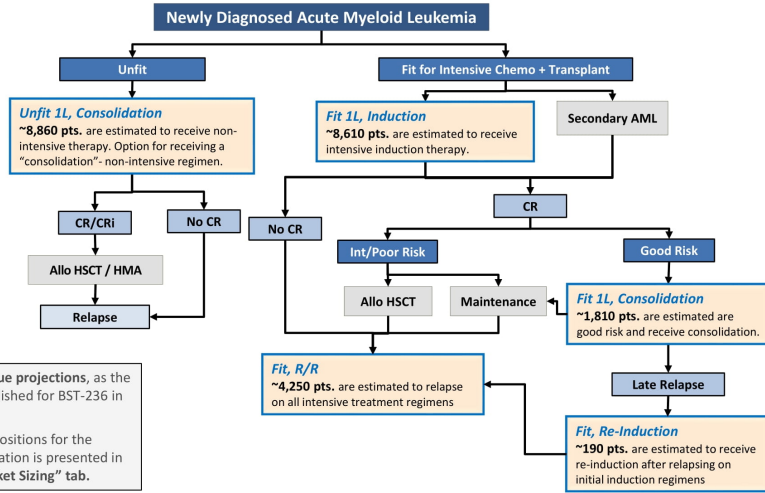 Newly Diagnosed Acute Myeloid Leukemia
Unfit
Fit for Intensive Chemo + Transplant
Unfit 1L, Consolidation
~8,860 pts. are estimated to receive non-
intensive therapy. Option for receiving a
“consolidation”- non-intensive regimen.
Fit 1L, Induction
~8,610 pts. are estimated to receive
intensive induction therapy.
Secondary AML
CR/CRi
No CR
No CR
CR
Allo HSCT / HMA
Relapse
Int/Poor Risk
Good Risk
Allo HSCT
Maintenance
Fit 1L, Consolidation
~1,810 pts. are estimated are
good risk and receive consolidation.
Fit, R/R
~4,250 pts. are estimated to relapse
on all intensive treatment regimens
Late Relapse
Fit, Re-Induction
~190 pts. are estimated to receive
re-induction after relapsing on
initial induction regimens
ue projections, as the
ished for BST-236 in
ositions for the
ation is presented in
ket Sizing” tab.